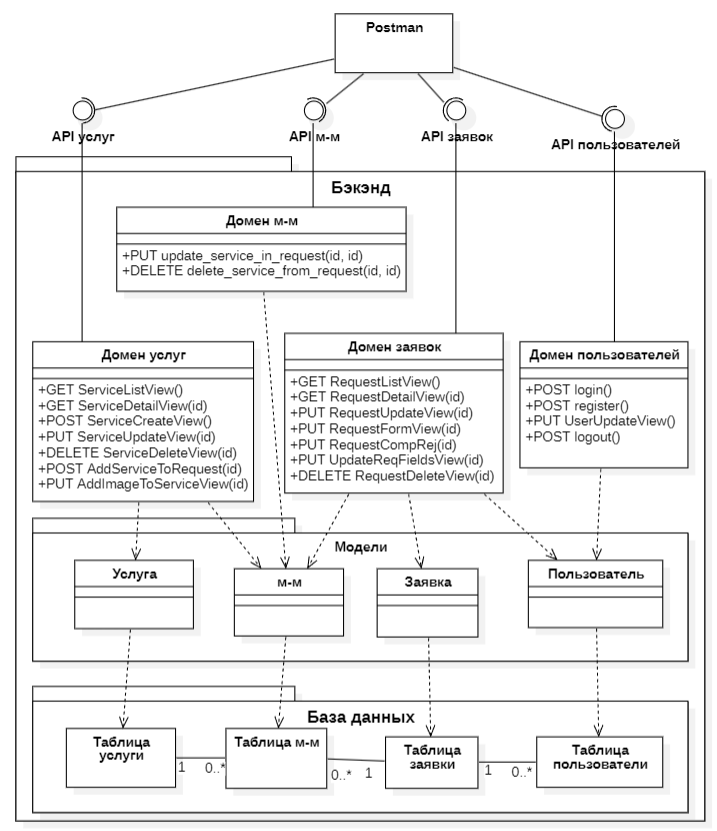 Postman
API услуг
API м-м
API заявок
API пользователей
Бэкэнд
Домен м-м
+PUT update_service_in_request(id, id)
+DELETE delete_service_from_request(id, id)
Домен услуг
+GET ServiceListView()
+GET ServiceDetailView(id)
+POST ServiceCreateView()
+PUT ServiceUpdateView(id)
+DELETE ServiceDeleteView(id)
+POST AddServiceToRequest(id)
+PUT AddImageToServiceView(id)
Домен заявок
+GET RequestListView()
+GET RequestDetailView(id)
+PUT RequestUpdateView(id)
+PUT RequestFormView(id)
+PUT RequestCompRej(id)
+PUT UpdateReqFieldsView(id)
+DELETE RequestDeleteView(id)
Домен пользователей
+POST login()
+POST register()
+PUT UserUpdateView()
+POST logout()
Модели
Услуга
м-м
Заявка
Пользователь
База данных
Таблица
услуги
Таблица м-м
Таблица
заявки
Таблица
пользователи
1
0..*
0..*
1
1
0..*